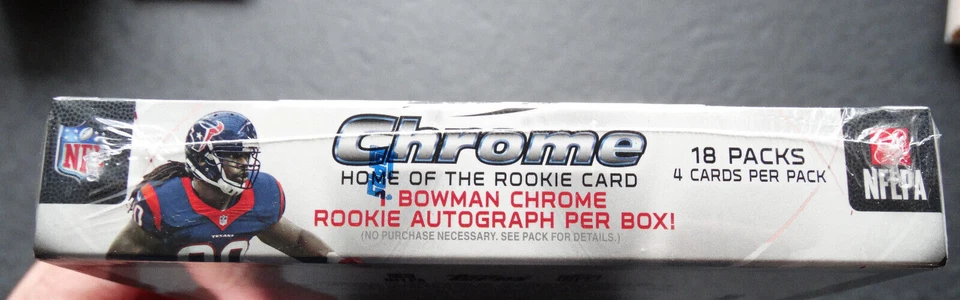 NFL
Chrome
HOME OF THE ROOKIE CARD
1 BOWMAN CHROME
ROOKIE AUTOGRAPH PER BOX!
(NO PURCHASE NECESSARY. SEE PACK FOR DETAILS.)
18 PACKS
4 CARDS PER PACK
NFLPA
TEXANS